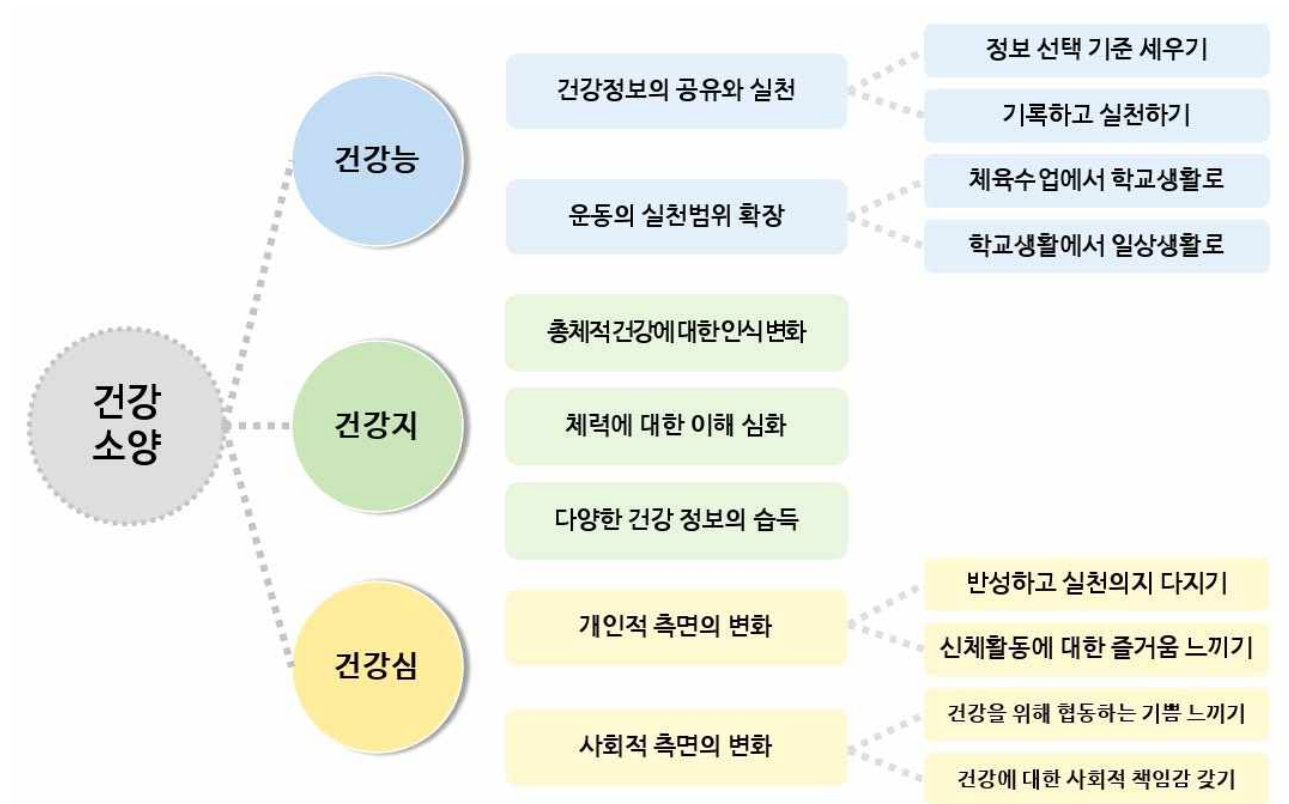 건강
소양
건강능
건강정보의 공유와 실천
정보 선택 기준 세우기
기록하고 실천하기
운동의 실천범위 확장
체육수업에서 학교생활로
학교생활에서 일상생활로
건강지
총체적건강에대한인식변화
체력에 대한 이해 심화
다양한 건강 정보의 습득
건강심
개인적 측면의 변화
반성하고 실천의지 다지기
신체활동에 대한 즐거움 느끼기
사회적 측면의 변화
건강을 위해 협동하는 기쁨 느끼기
건강에 대한 사회적 책임감 갖기